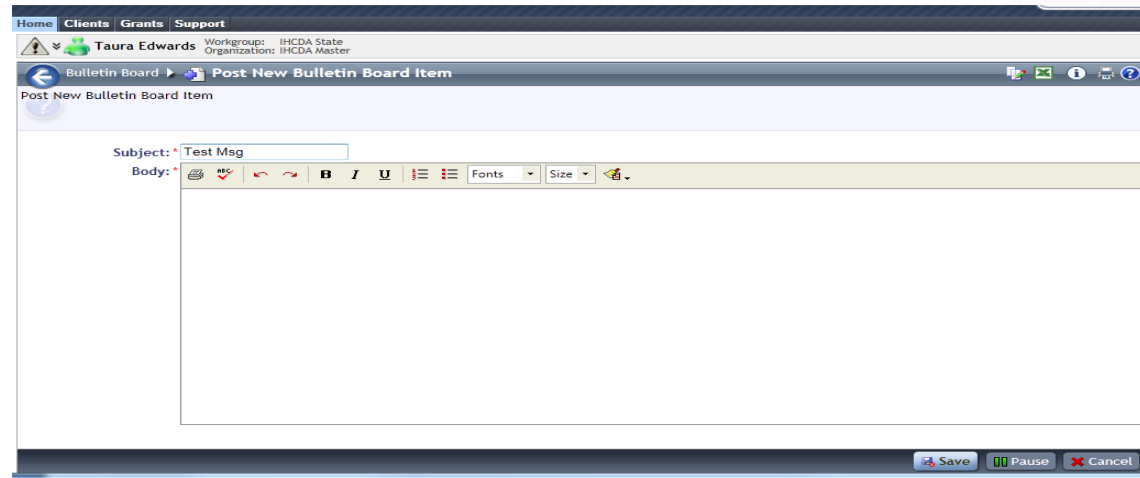 Home Clients Grants Support
Taura Edwards Workgroup: IHCDA State
Organization: IHCDA Master
Bulletin Board Post New Bulletin Board Item
Post New Bulletin Board Item
Subject:* Test Msg
Body:* ABC B I U Fonts Size
Save Pause Cancel